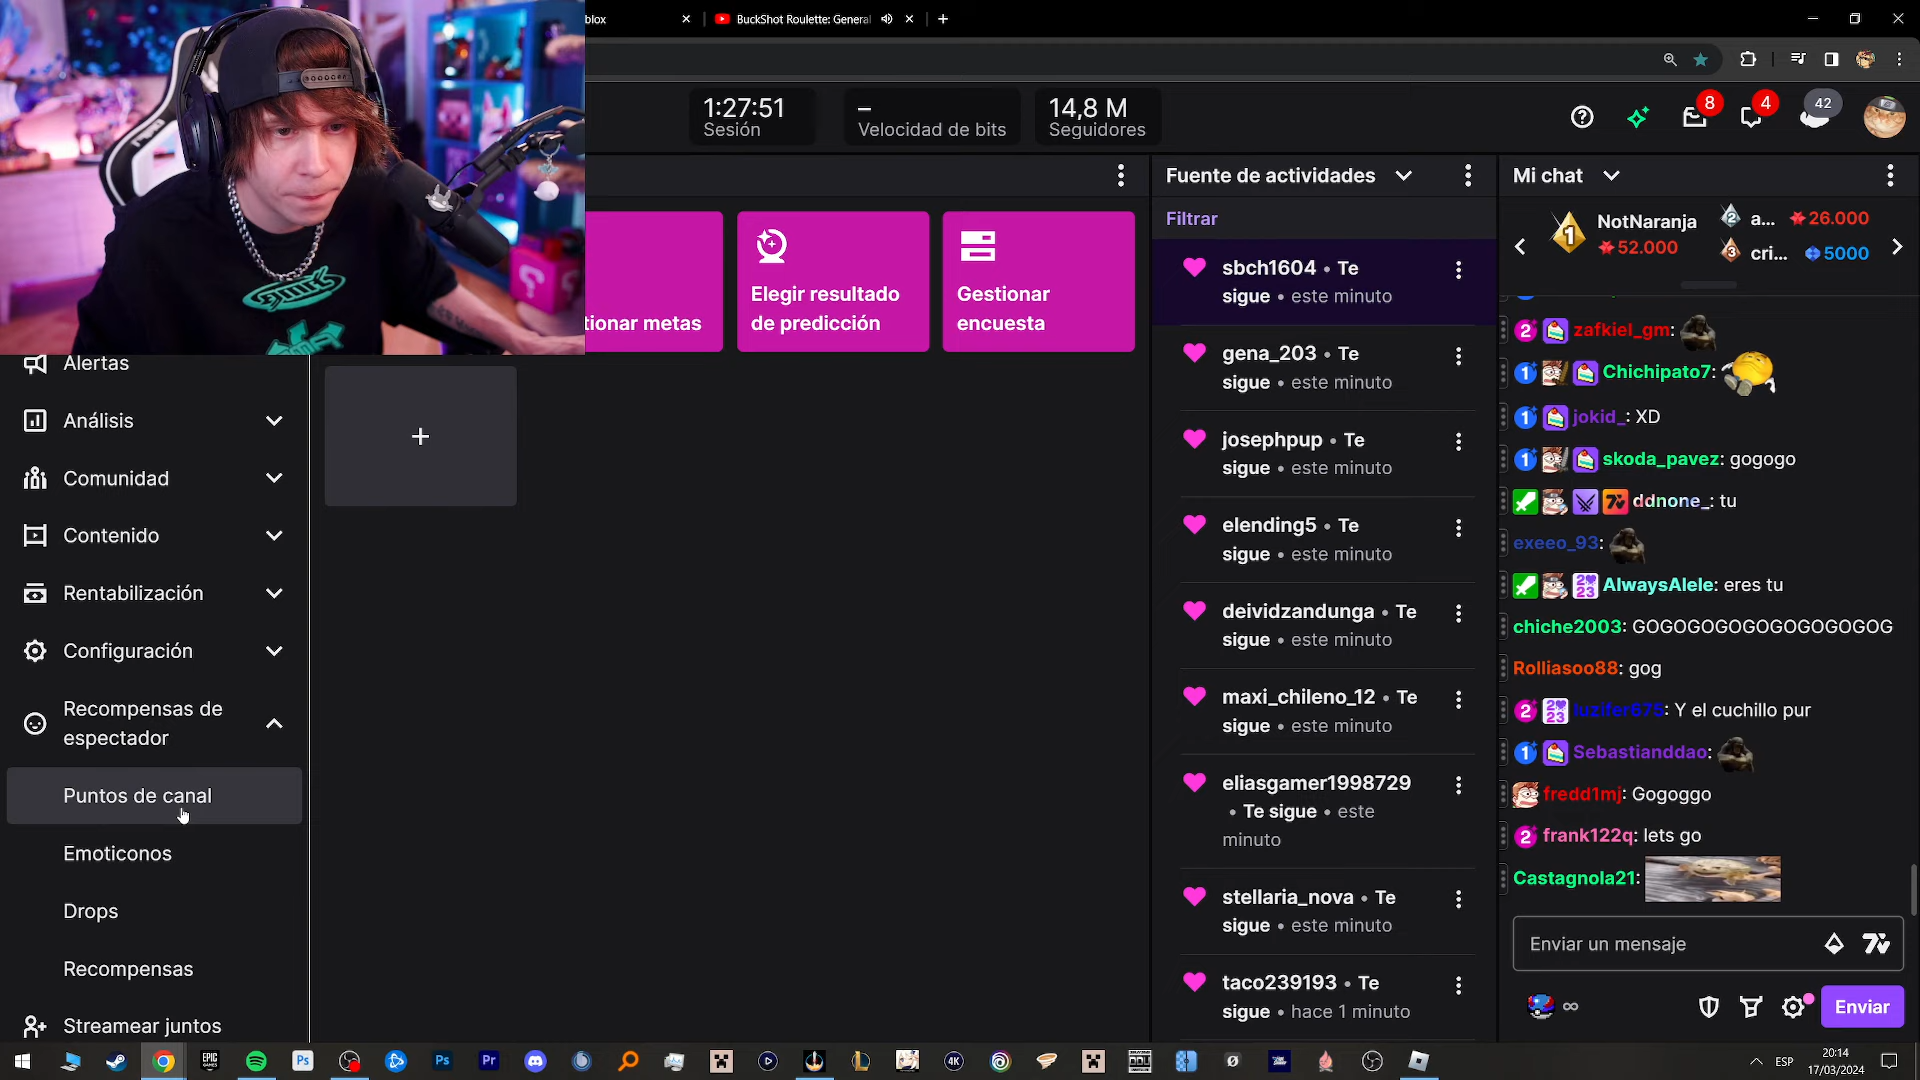 blox
BuckShot Roulette: General
1:27:51
Sesión
–
Velocidad de bits
14,8 M
Seguidores
8
4
42
tionar metas
Elegir resultado
de predicción
Gestionar
encuesta
Alertas
Análisis
Comunidad
Contenido
Rentabilización
Configuración
Recompensas de
espectador
Puntos de canal
Emoticonos
Drops
Recompensas
Streamear juntos
+
Fuente de actividades
Filtrar
sbch1604 • Te
sigue • este minuto
gena_203 • Te
sigue • este minuto
josephpup • Te
sigue • este minuto
elending5 • Te
sigue • este minuto
deividzandunga • Te
sigue • este minuto
maxi_chileno_12 • Te
sigue • este minuto
eliasgamer1998729
• Te sigue • este
minuto
stellaria_nova • Te
sigue • este minuto
taco239193 • Te
sigue • hace 1 minuto
Mi chat
1 NotNaranja
52.000
2 a... 26.000
3 cri... 5000
zafkiel_gm:
Chichipato7:
jokid_: XD
skoda_pavez: gogogo
ddnone_: tu
exeeo_93:
AlwaysAlele: eres tu
chiche2003: GOGOGOGOGOGOGOGOGOG
Rolliasoo88: gog
luzifer675: Y el cuchillo pur
Sebastianddao:
fredd1mj: Gogoggo
frank122q: lets go
Castagnola21:
Enviar un mensaje
∞
Enviar
ESP
20:14
17/03/2024